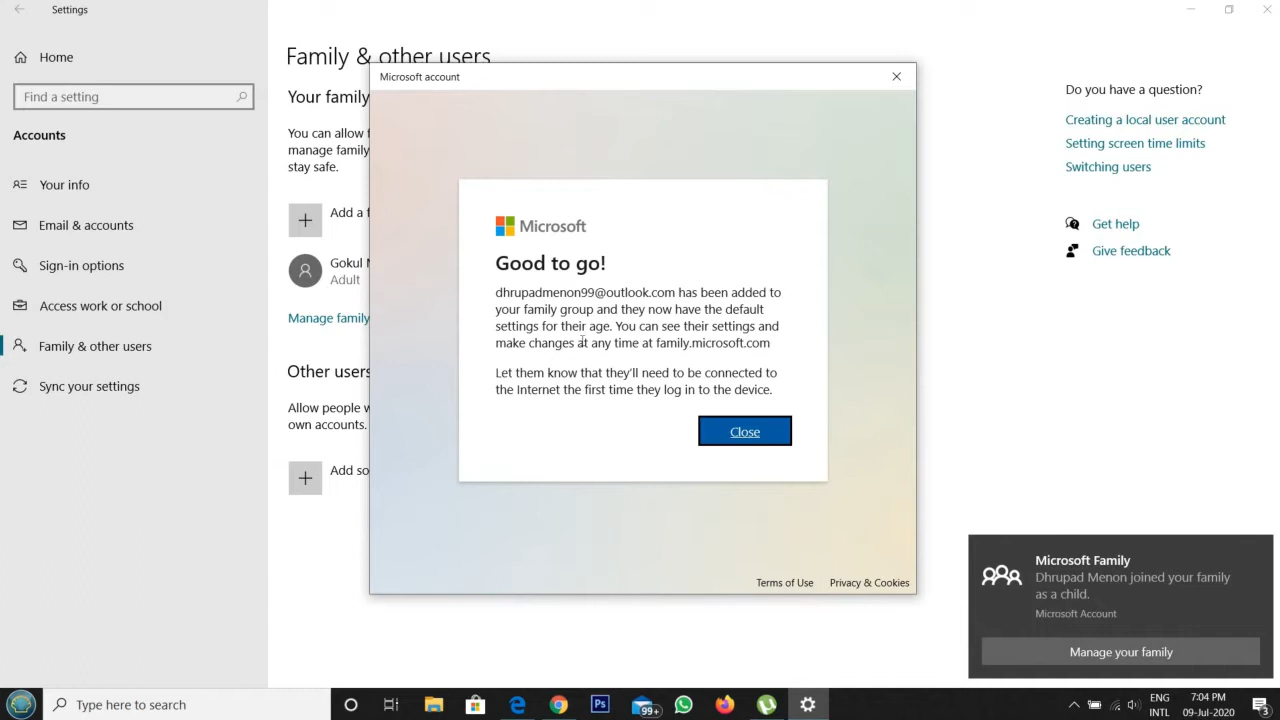 Settings
Home
Find a setting
Accounts
Your info
Email & accounts
Sign-in options
Access work or school
Family & other users
Sync your settings
Family & other users
Your family
You can allow
manage family
stay safe.
Add a
Gokul
Adult
Manage family
Other users
Allow people
own accounts.
Add so
Microsoft account
Microsoft
Good to go!
dhrupadmenon99@outlook.com has been added to
your family group and they now have the default
settings for their age. You can see their settings and
make changes at any time at family.microsoft.com
Let them know that they'll need to be connected to
the Internet the first time they log in to the device.
Close
Terms of Use
Privacy & Cookies
Do you have a question?
Creating a local user account
Setting screen time limits
Switching users
Get help
Give feedback
Microsoft Family
Dhrupad Menon joined your family
as a child.
Microsoft Account
Manage your family
Type here to search
Ps
99+
ENG
INTL
7:04 PM
09-Jul-2020
3